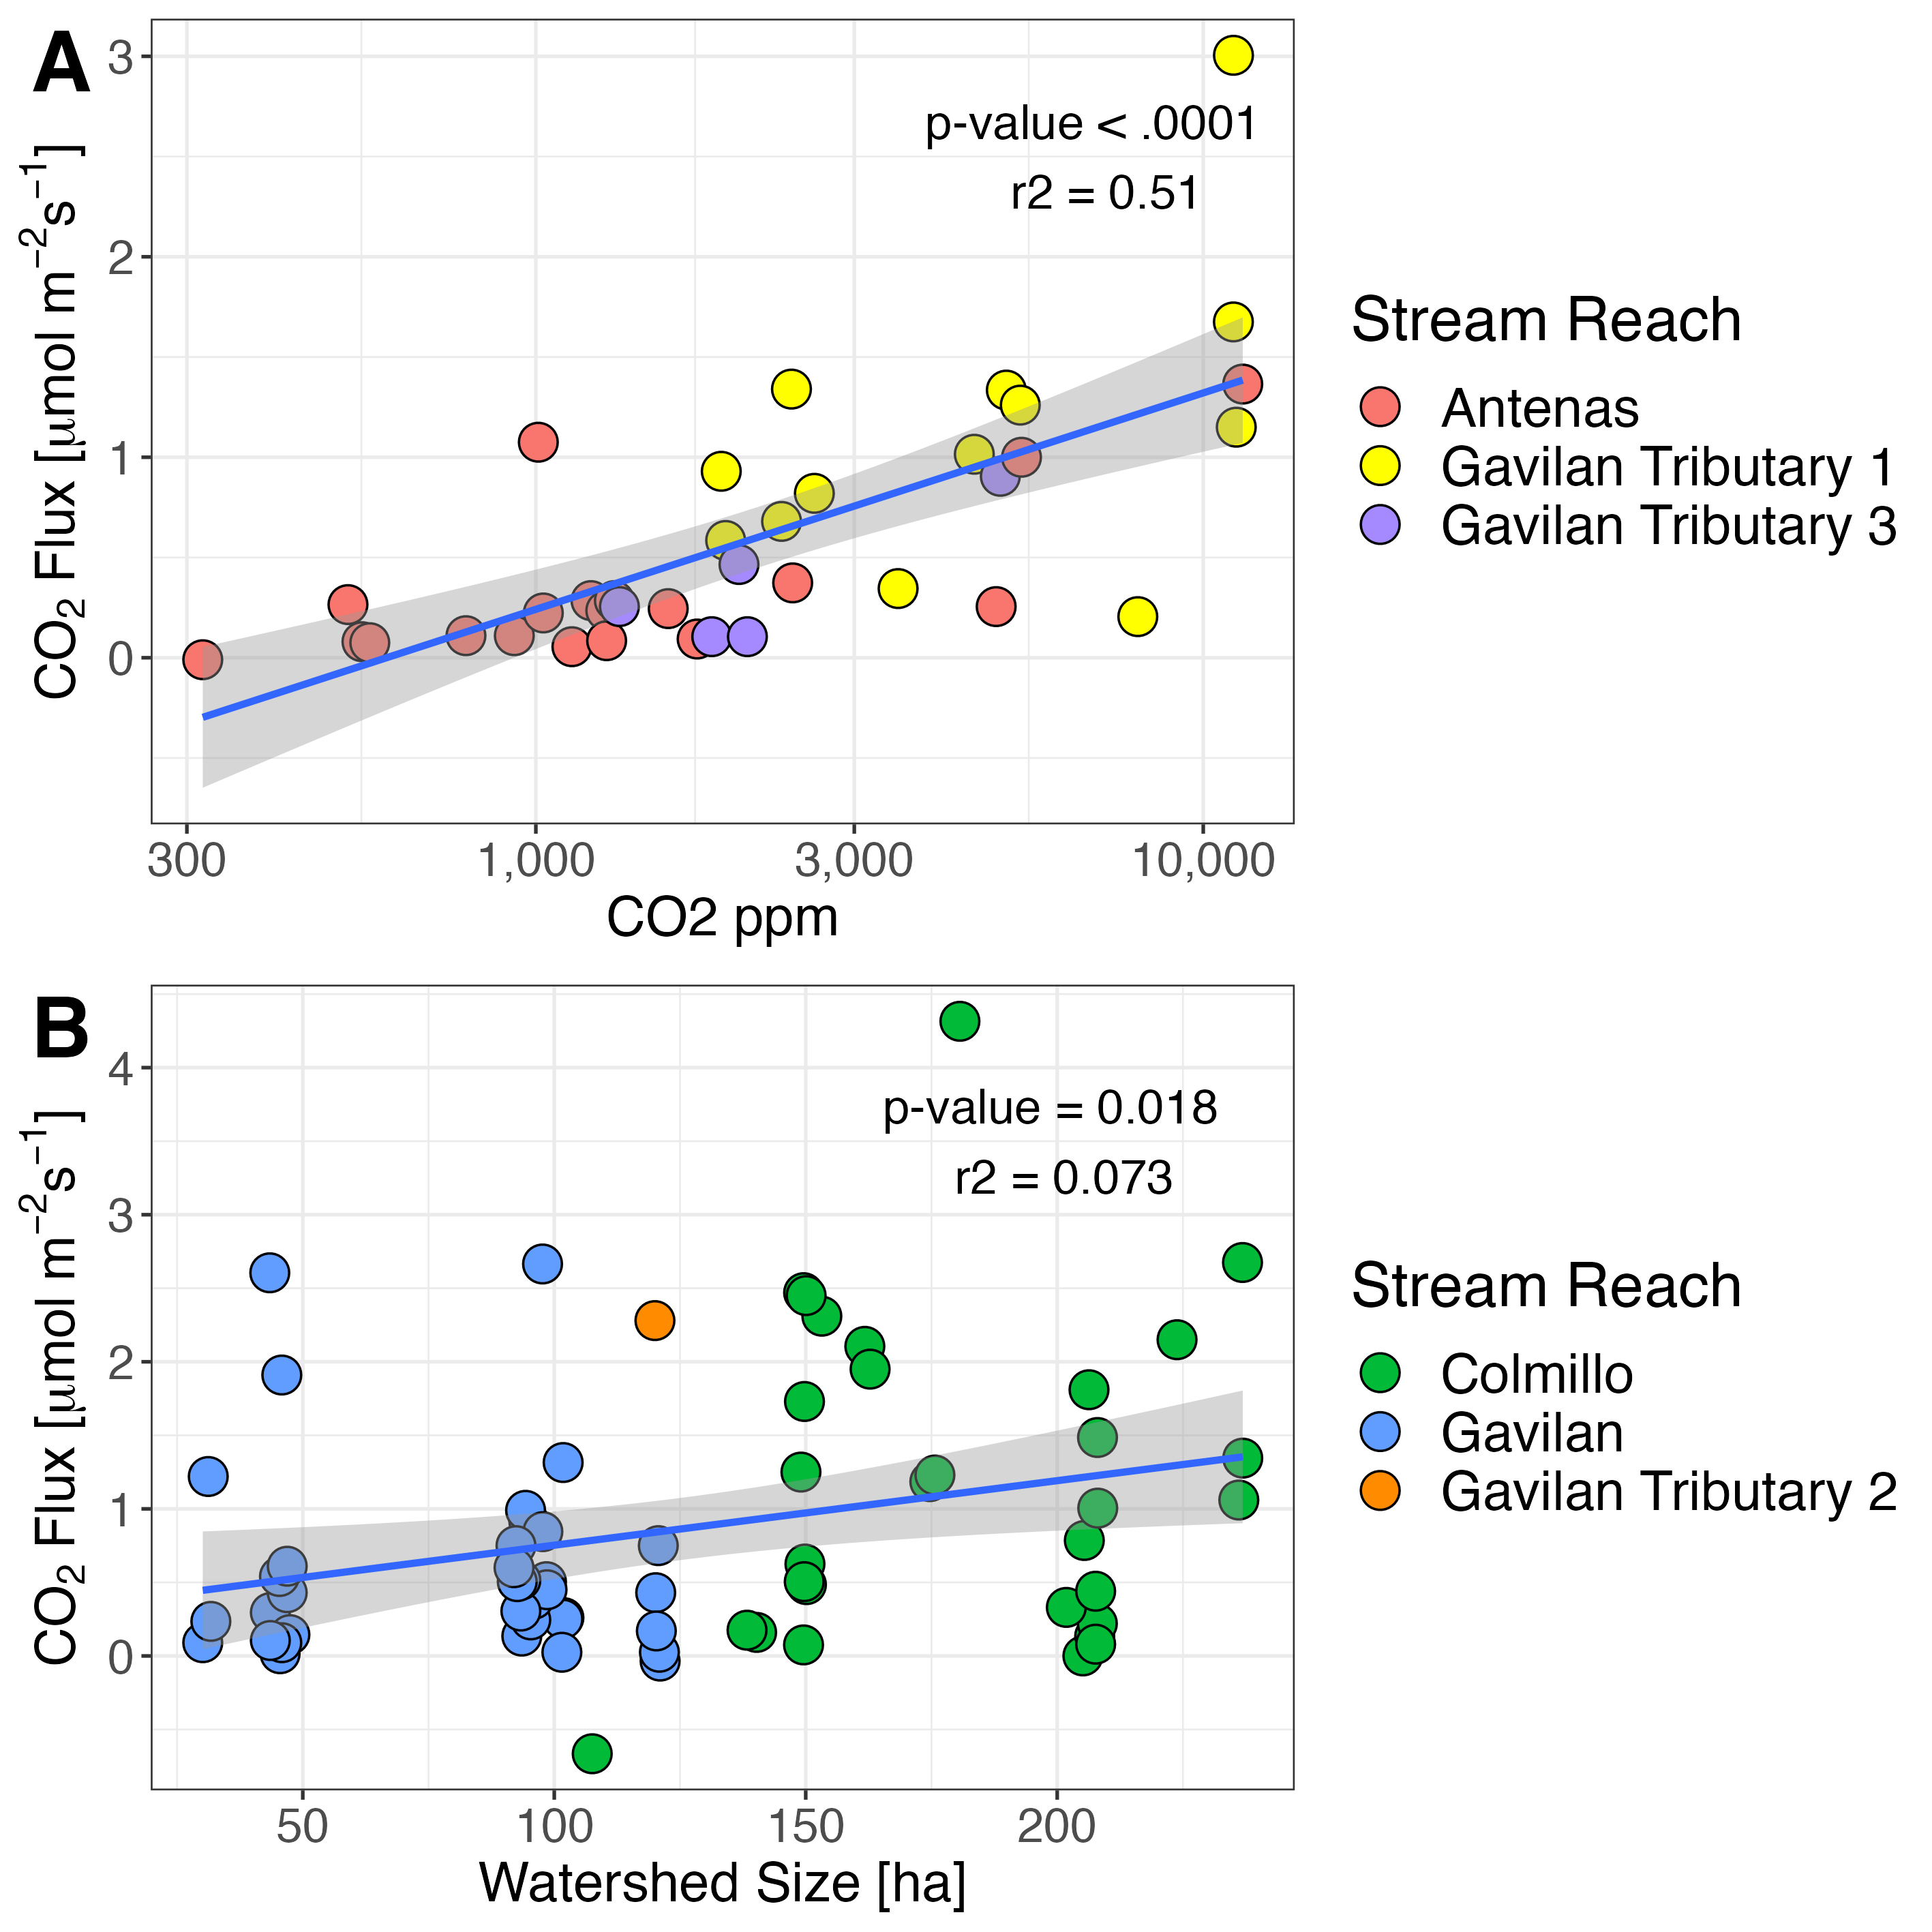 A
3
2
1
0
CO₂ Flux [μmol m⁻²s⁻¹]
p-value < .0001
r2 = 0.51
300 1,000 3,000 10,000
CO2 ppm
Stream Reach
Antenas
Gavilan Tributary 1
Gavilan Tributary 3
B
4
3
2
1
0
CO₂ Flux [μmol m⁻²s⁻¹]
p-value = 0.018
r2 = 0.073
50 100 150 200
Watershed Size [ha]
Stream Reach
Colmillo
Gavilan
Gavilan Tributary 2